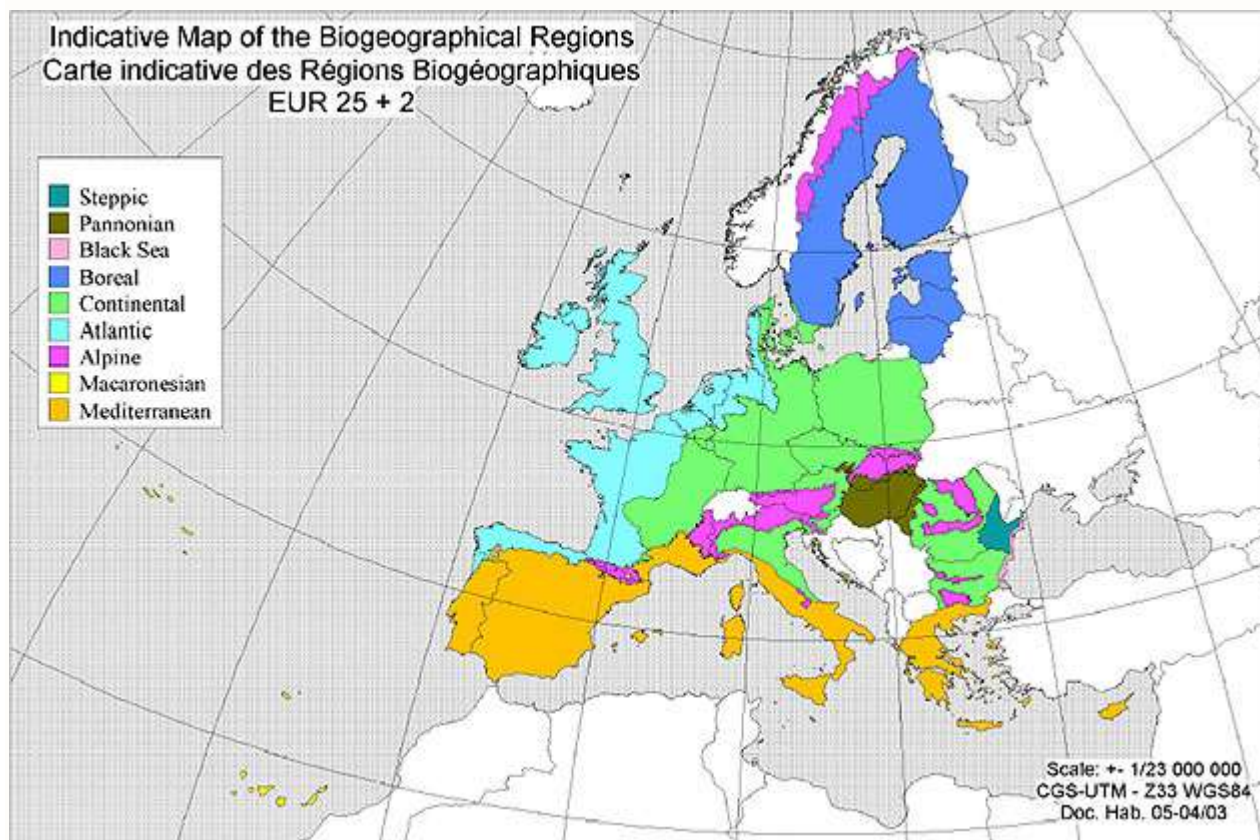 Indicative Map of the Biogeographical Regions
Carte indicative des Régions Biogéographiques
EUR 25 + 2
Steppic
Pannonian
Black Sea
Boreal
Continental
Atlantic
Alpine
Macaronesian
Mediterranean
Scale: +- 1/23 000 000
CGS-UTM - Z33 WGS84
Doc. Hab. 05-04/03